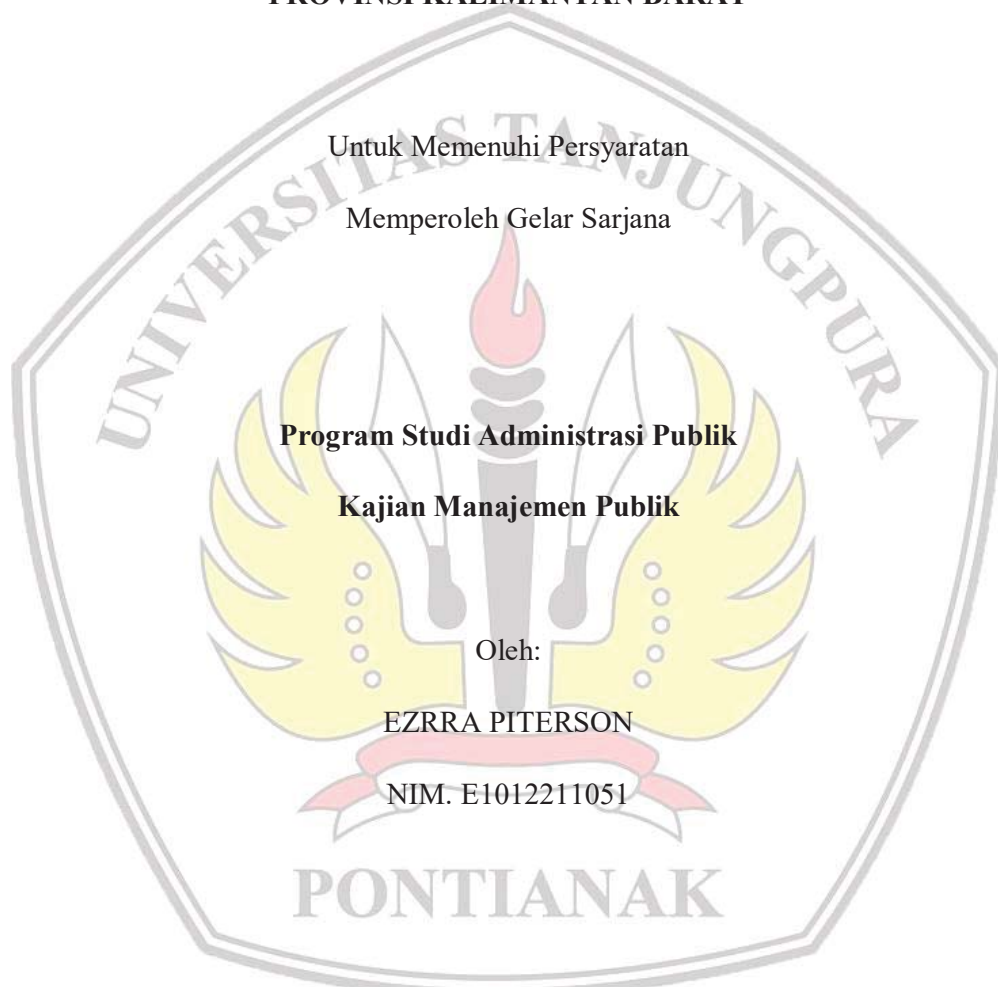 PROVINSI KALIMANTAN BARAT
Untuk Memenuhi Persyaratan
Memperoleh Gelar Sarjana
UNIVERSITAS TANJUNGPURA
Program Studi Administrasi Publik
Kajian Manajemen Publik
Oleh:
EZRRA PITERSON
NIM. E1012211051
PONTIANAK